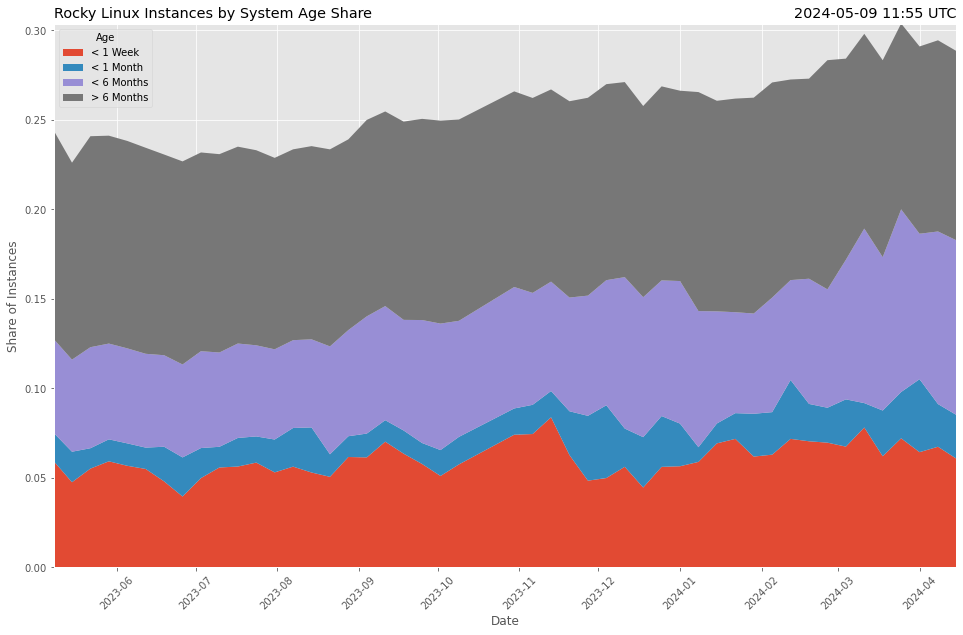 Rocky Linux Instances by System Age Share
2024-05-09 11:55 UTC
Age
< 1 Week
< 1 Month
< 6 Months
> 6 Months
Share of Instances
0.30
0.25
0.20
0.15
0.10
0.05
0.00
2023-06
2023-07
2023-08
2023-09
2023-10
2023-11
2023-12
2024-01
2024-02
2024-03
2024-04
Date